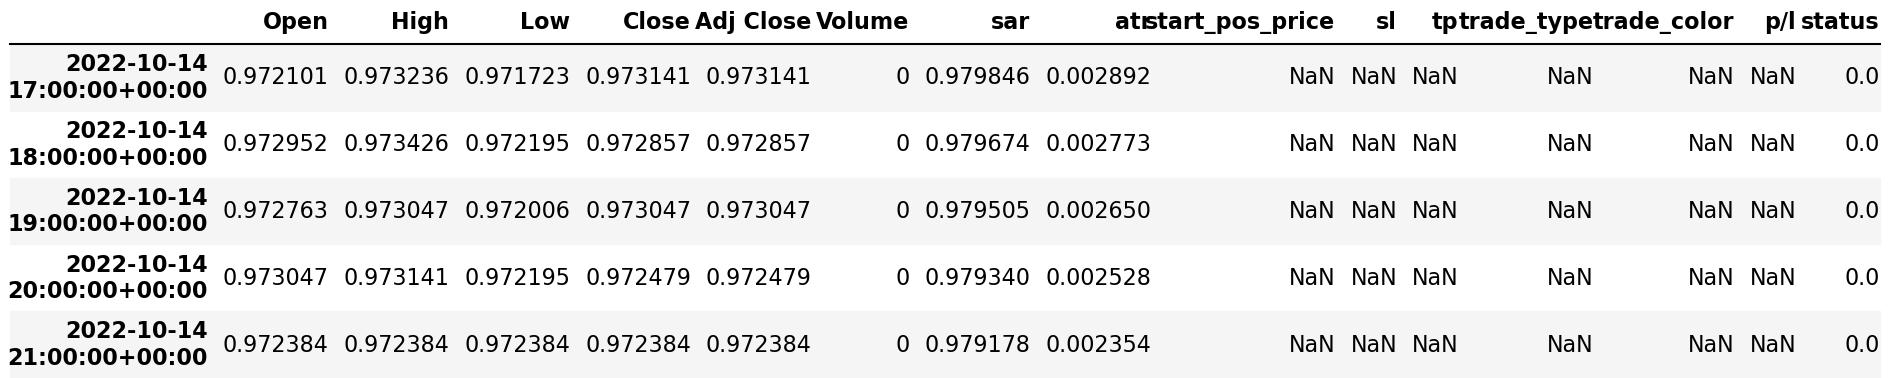 Open High Low Close Adj Close Volume sar atr start_pos_price sl tp trade_type trade_color p/l status
2022-10-14
17:00:00+00:00 0.972101 0.973236 0.971723 0.973141 0.973141 0 0.979846 0.002892 NaN NaN NaN NaN NaN NaN 0.0
2022-10-14
18:00:00+00:00 0.972952 0.973426 0.972195 0.972857 0.972857 0 0.979674 0.002773 NaN NaN NaN NaN NaN NaN 0.0
2022-10-14
19:00:00+00:00 0.972763 0.973047 0.972006 0.973047 0.973047 0 0.979505 0.002650 NaN NaN NaN NaN NaN NaN 0.0
2022-10-14
20:00:00+00:00 0.973047 0.973141 0.972195 0.972479 0.972479 0 0.979340 0.002528 NaN NaN NaN NaN NaN NaN 0.0
2022-10-14
21:00:00+00:00 0.972384 0.972384 0.972384 0.972384 0.972384 0 0.979178 0.002354 NaN NaN NaN NaN NaN NaN 0.0